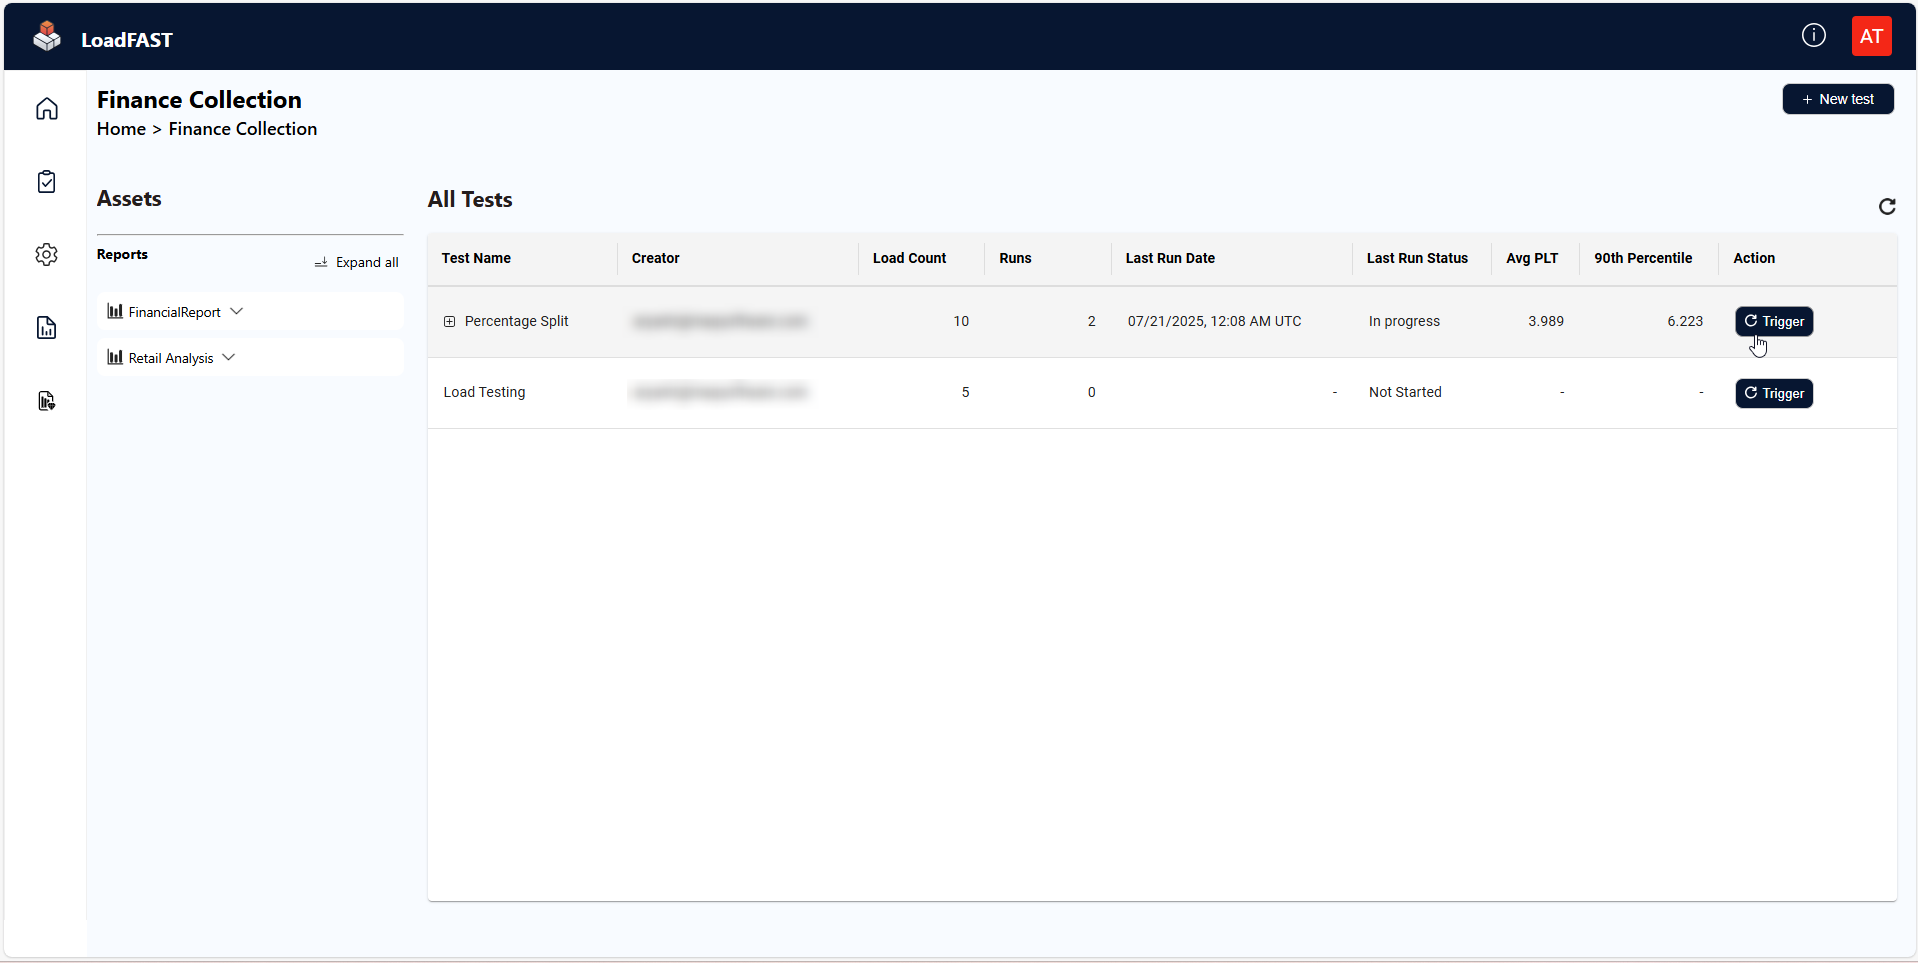 LoadFAST
AT
Finance Collection
+ New test
Home > Finance Collection
Assets
All Tests
Reports
Expand all
FinancialReport
Retail Analysis
Test Name Creator Load Count Runs Last Run Date Last Run Status Avg PLT 90th Percentile Action
Percentage Split 10 2 07/21/2025, 12:08 AM UTC In progress 3.989 6.223 Trigger
Load Testing 5 0 - Not Started - - Trigger